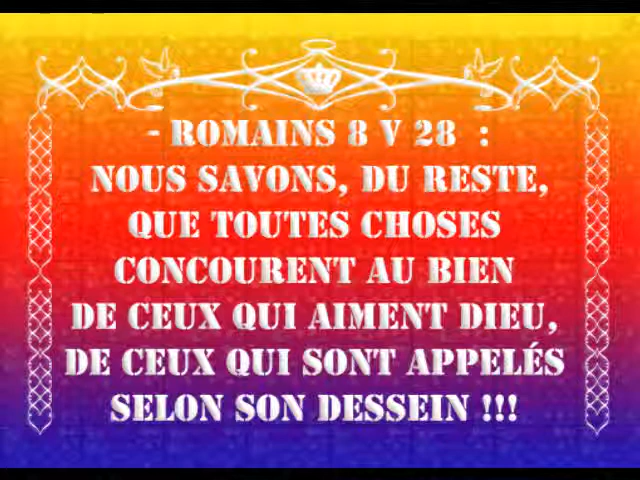 - ROMAINS 8 V 28 :
NOUS SAVONS, DU RESTE,
QUE TOUTES CHOSES
CONCOURENT AU BIEN
DE CEUX QUI AIMENT DIEU,
DE CEUX QUI SONT APPELÉS
SELON SON DESSEIN !!!